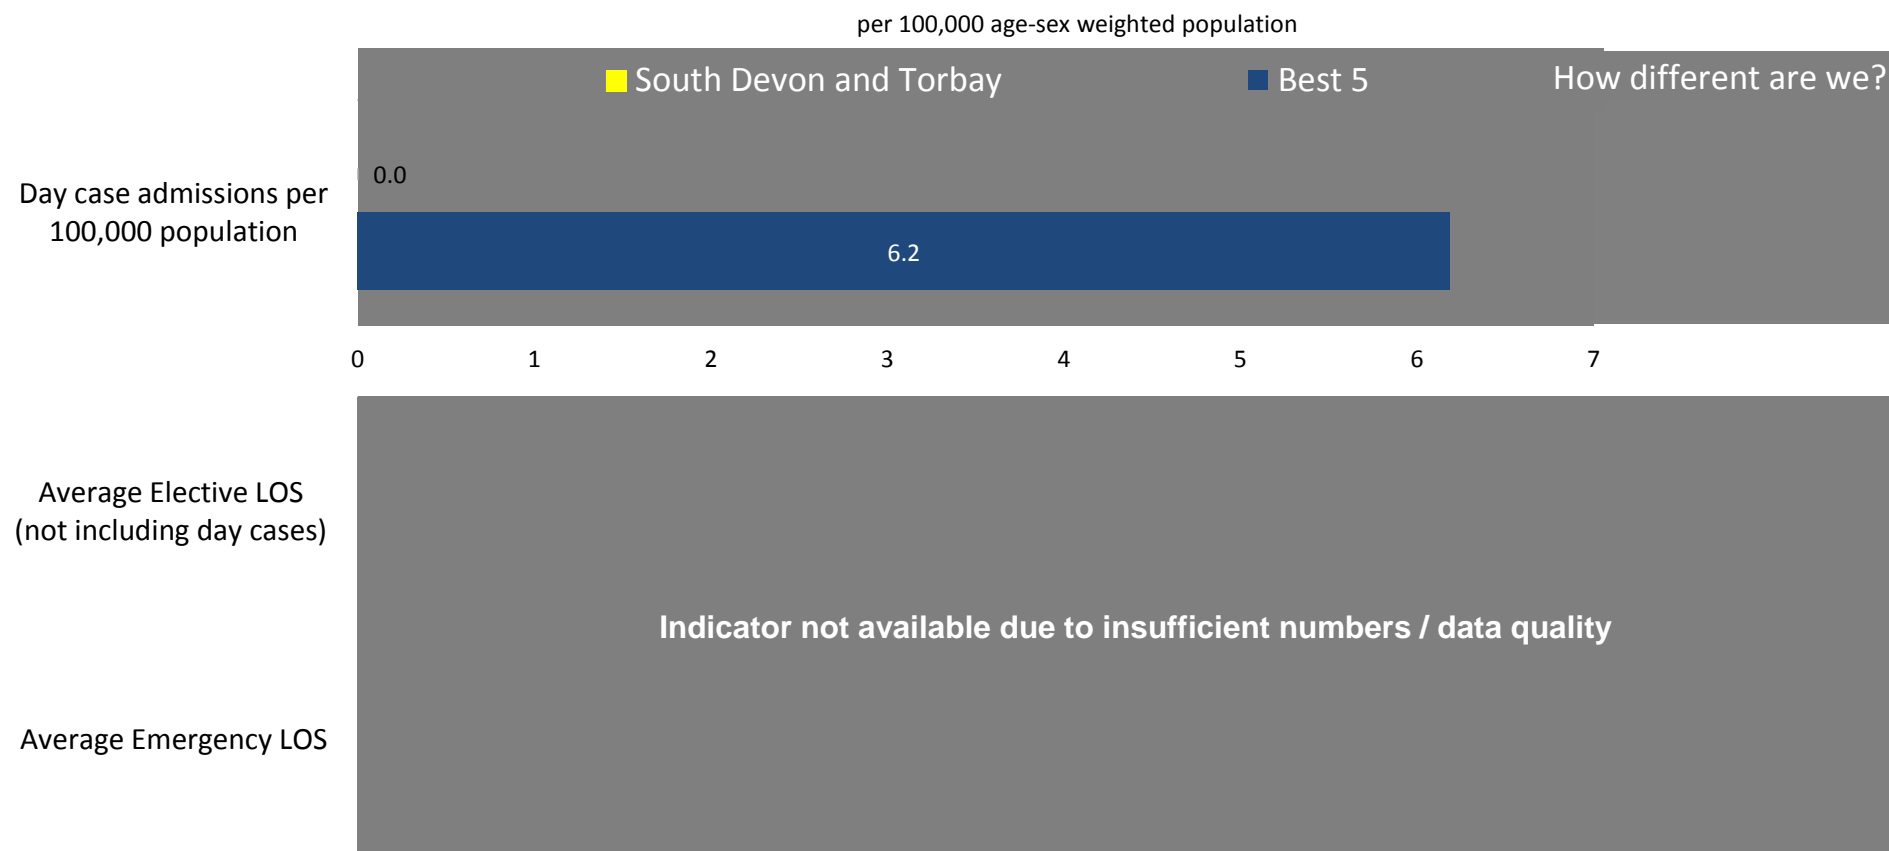 per 100,000 age-sex weighted population
South Devon and Torbay Best 5 How different are we?
0.0
Day case admissions per
100,000 population
6.2
0 1 2 3 4 5 6 7
Average Elective LOS
(not including day cases)
Indicator not available due to insufficient numbers / data quality
Average Emergency LOS